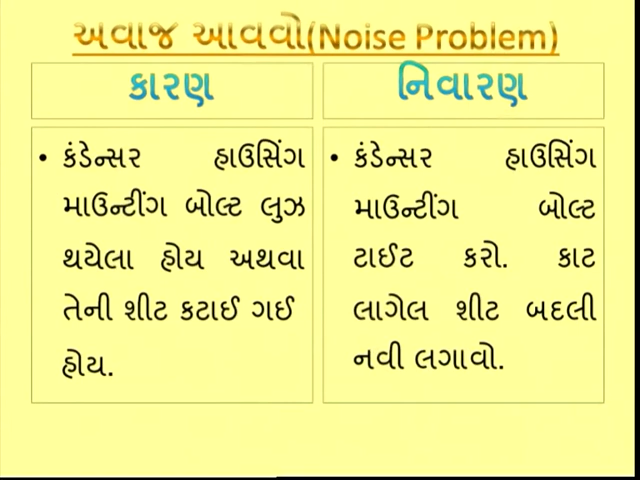 અવાજ આવવો(Noise Problem)
કારણ
નિવારણ
• કંડેન્સર હાઉસિંગ
માઉન્ટીંગ બોલ્ટ લુઝ
થયેલા હોય અથવા
તેની શીટ કટાઈ ગઈ
હોય.
• કંડેન્સર હાઉસિંગ
માઉન્ટીંગ બોલ્ટ
ટાઈટ કરો. કાટ
લાગેલ શીટ બદલી
નવી લગાવો.